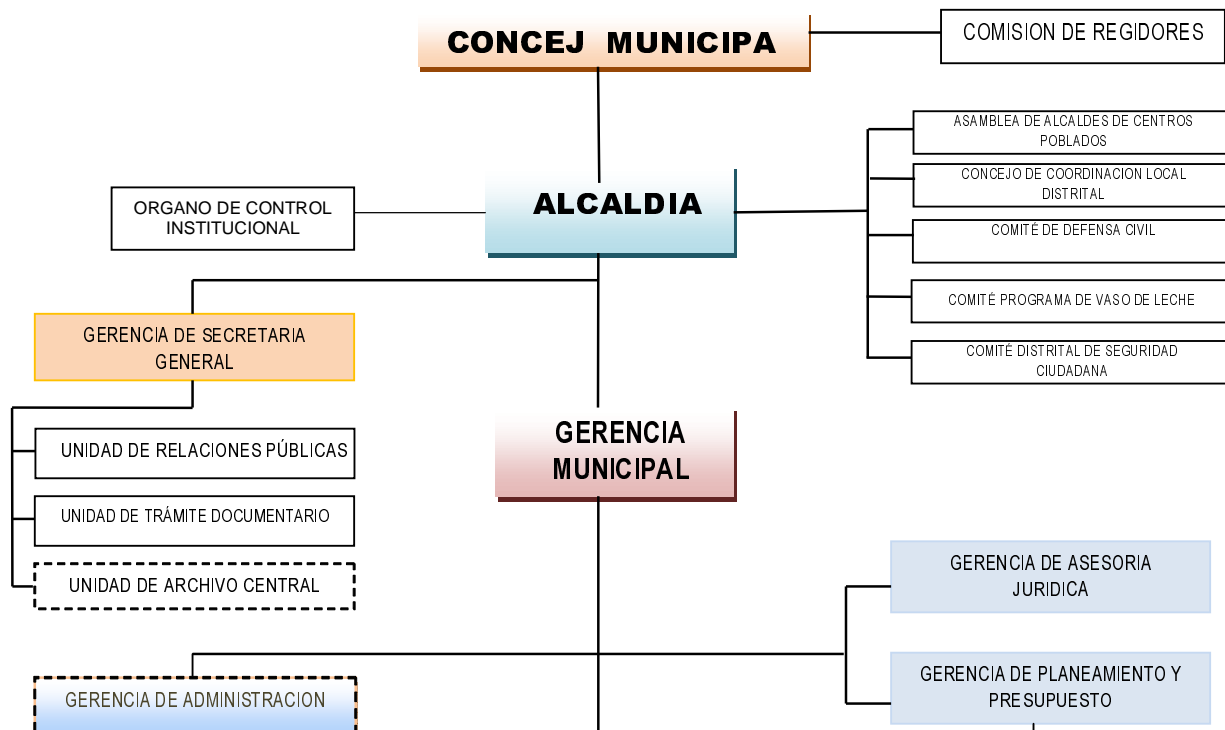 CONCEJ MUNICIPA
COMISION DE REGIDORES
ASAMBLEA DE ALCALDES DE CENTROS
POBLADOS
CONCEJO DE COORDINACION LOCAL
DISTRITAL
ORGANO DE CONTROL
INSTITUCIONAL
ALCALDIA
COMITÉ DE DEFENSA CIVIL
COMITÉ PROGRAMA DE VASO DE LECHE
GERENCIA DE SECRETARIA
GENERAL
COMITÉ DISTRITAL DE SEGURIDAD
CIUDADANA
GERENCIA
MUNICIPAL
UNIDAD DE RELACIONES PÚBLICAS
UNIDAD DE TRÁMITE DOCUMENTARIO
UNIDAD DE ARCHIVO CENTRAL
GERENCIA DE ASESORIA
JURIDICA
GERENCIA DE PLANEAMIENTO Y
PRESUPUESTO
GERENCIA DE ADMINISTRACION